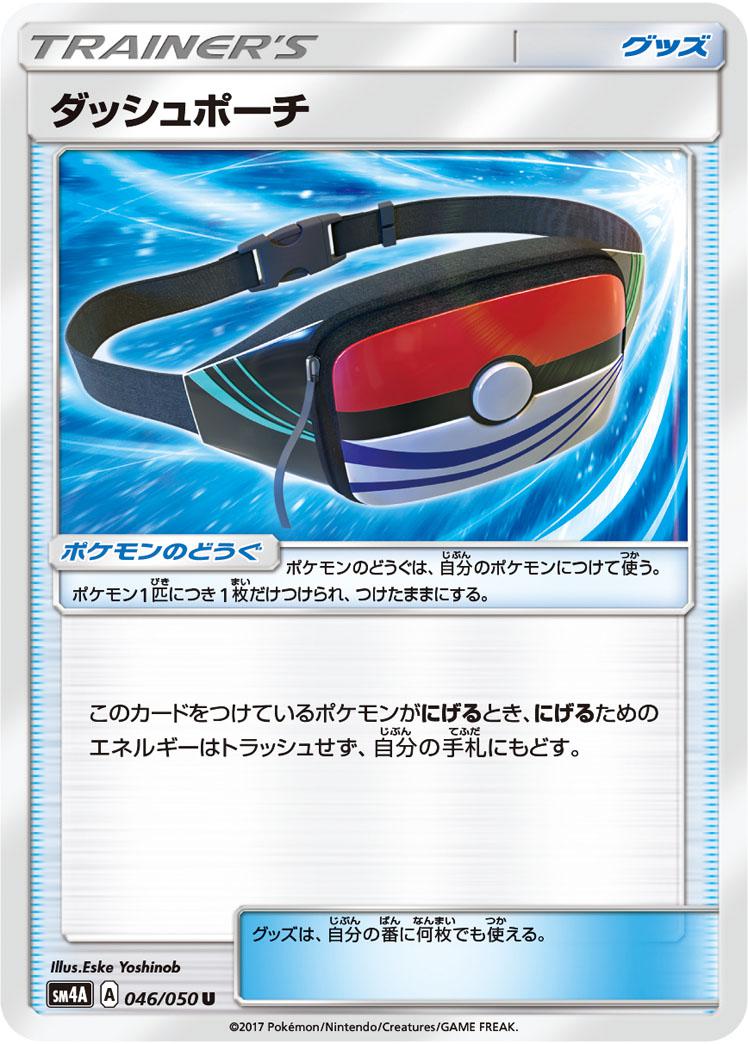 TRAINER'S
グッズ
ダッシュポーチ
ポケモンのどうぐ
ポケモンのどうぐは、自分のポケモンにつけて使う。
ポケモン1匹につき1枚だけつけられ、つけたままにする。
このカードをつけているポケモンがにげるとき、にげるための
エネルギーはトラッシュせず、自分の手札にもどす。
グッズは、自分の番に何枚でも使える。
Illus.Eske Yoshinob
SM4A A 046/050 U
©2017 Pokémon/Nintendo/Creatures/GAME FREAK.